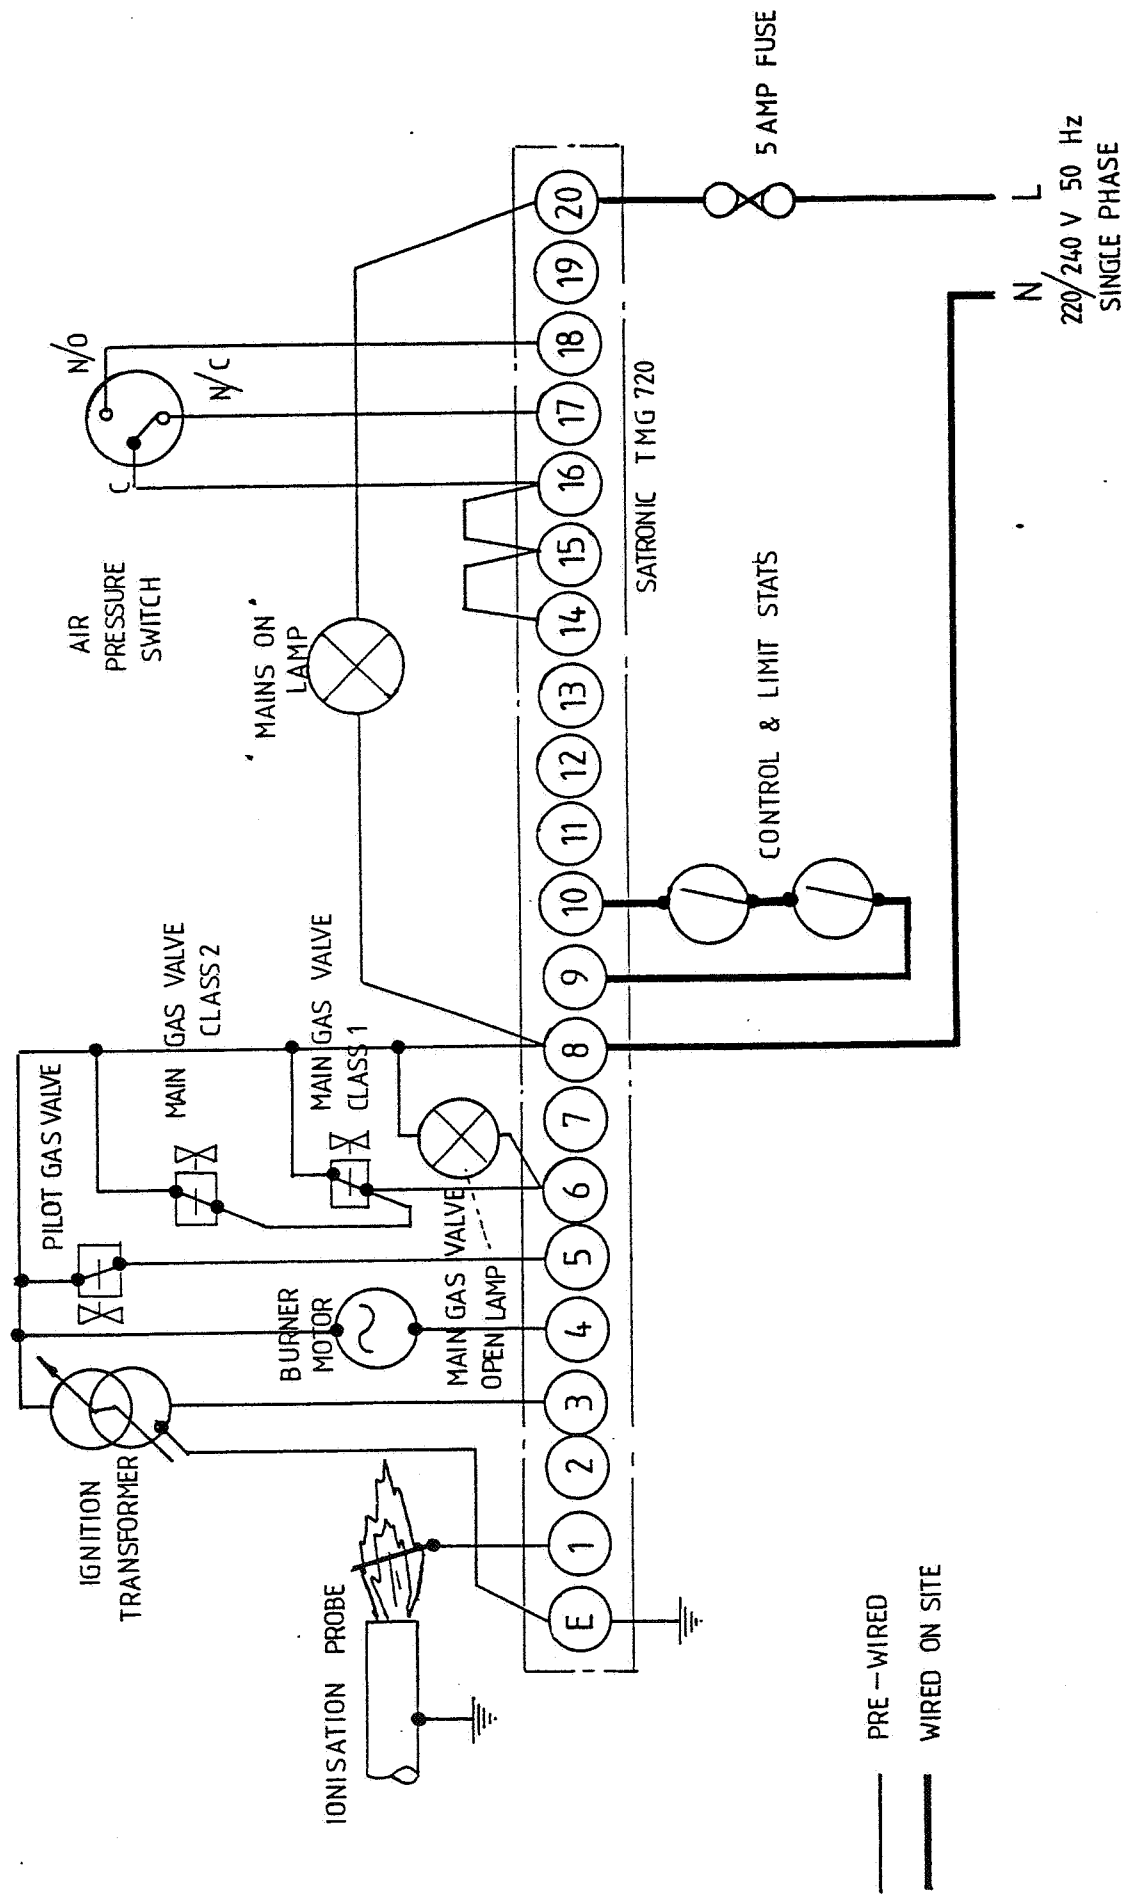 IGNITION
TRANSFORMER
PILOT GAS VALVE
MAIN GAS VALVE
CLASS 2
MAIN GAS VALVE
CLASS 1
BURNER
MOTOR
MAIN GAS VALVE
OPEN LAMP
IONISATION PROBE
MAINS ON
LAMP
AIR
PRESSURE
SWITCH
C
N/O
N/C
E 1 2 3 4 5 6 7 8 9 10 11 12 13 14 15 16 17 18 19 20
SATRONIC TMG 720
CONTROL & LIMIT STATS
5 AMP FUSE
N L
220/240 V 50 Hz
SINGLE PHASE
PRE-WIRED
WIRED ON SITE